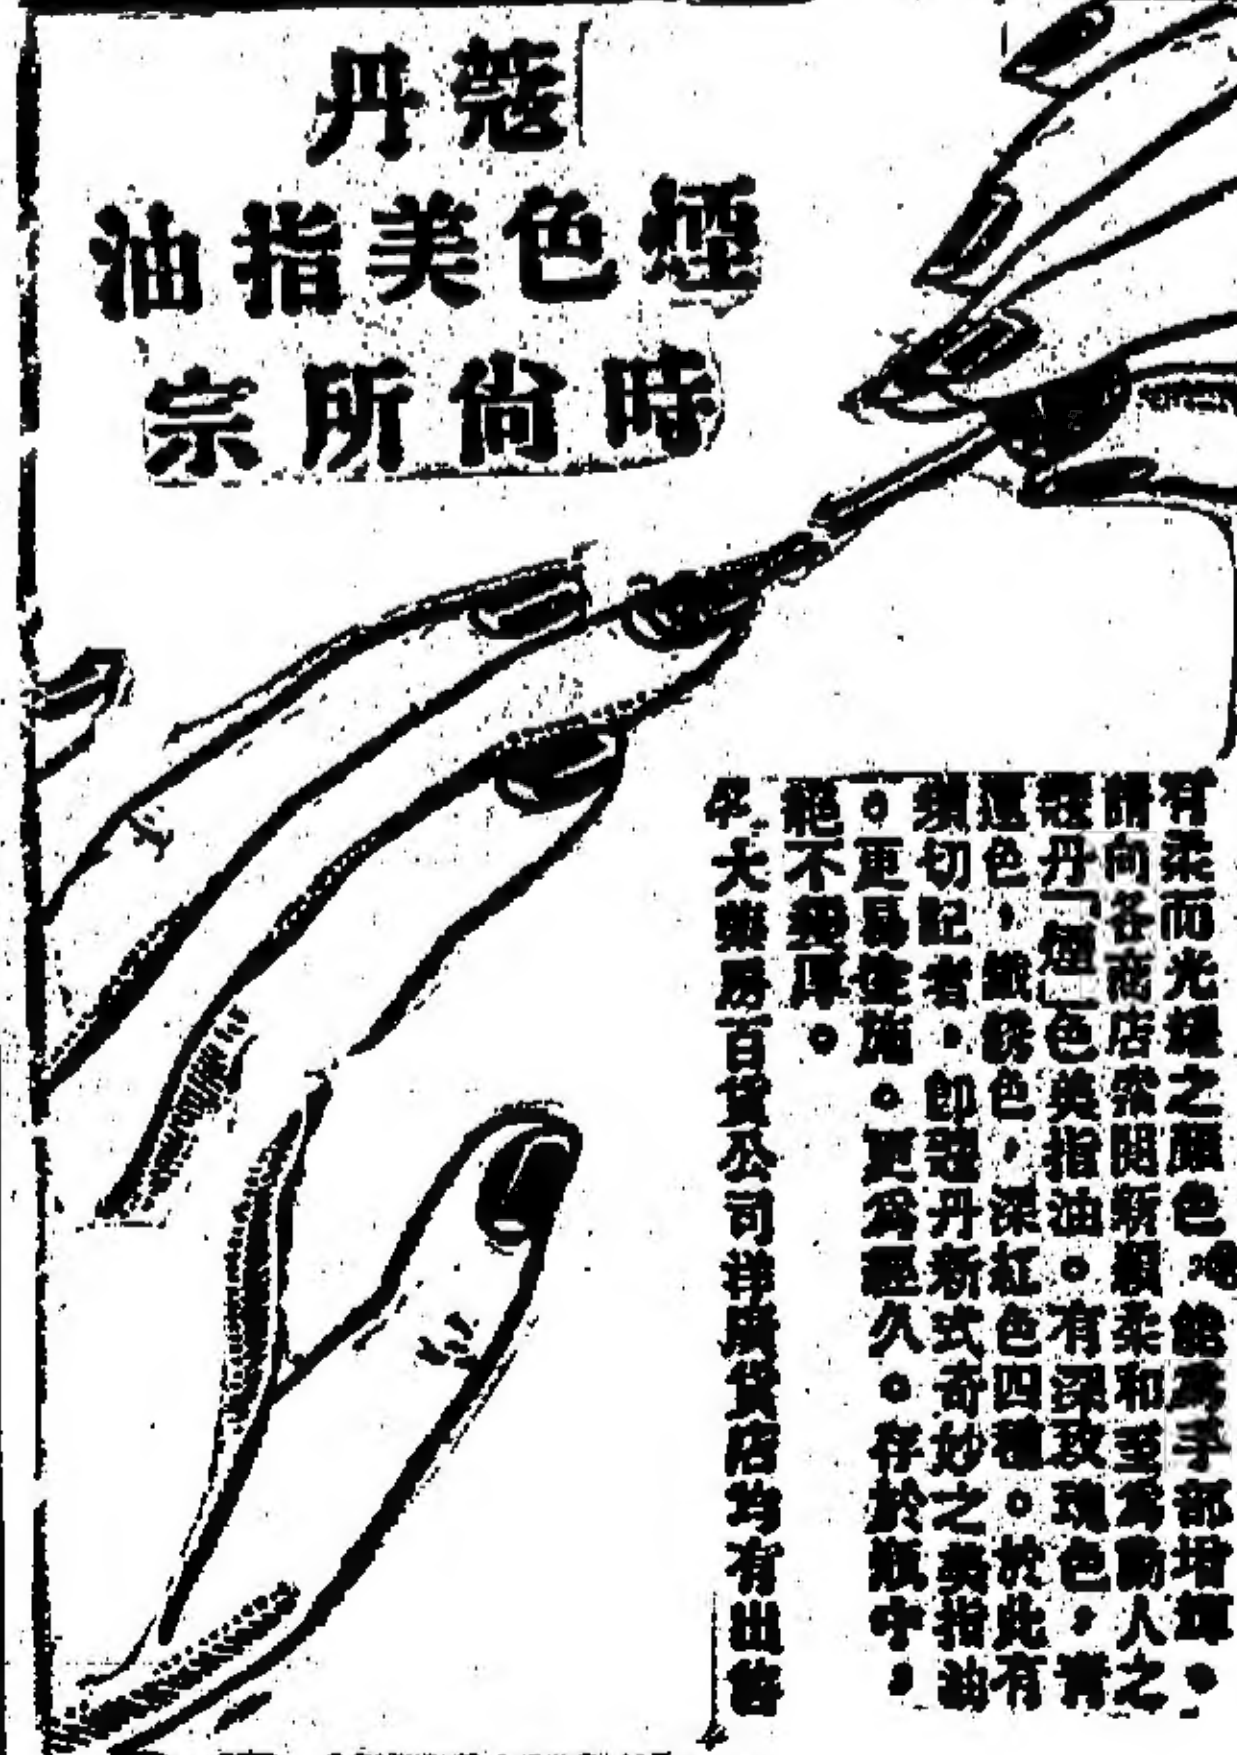 蔻丹
煙色美指油
時尚所宗
有柔而光耀之顏色。能為手部增輝。
請向各商店索閱新穎柔和至為動人之
蔻丹「煙」色美指油。有深玫瑰色，青
蓮色，鐵銹色，深紅色四種。於此有
須切記者，即蔻丹新式奇妙之美指油
。更易佳施。更為經久。存於瓶中，
絕不凝厚。
各大藥房百貨公司洋廣貨店均有出售